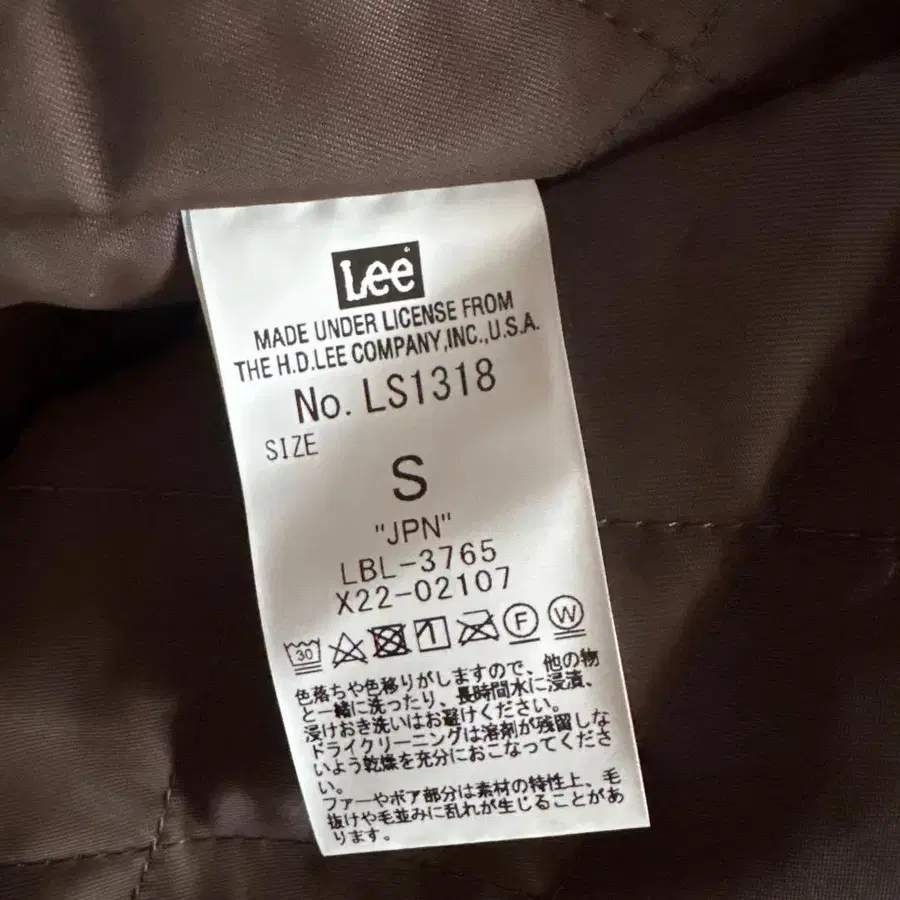 Lee
MADE UNDER LICENSE FROM
THE H.D.LEE COMPANY,INC.,U.S.A.
No. LS1318
SIZE
S
"JPN"
LBL-3765
X22-02107
30 1 F W
色落ちや色移りがしますので、他の物
と一緒に洗ったり、長時間水に浸漬、
浸けおき洗いはお避けください。
ドライクリーニングは溶剤が残留しな
いよう乾燥を充分におこなってくださ
い。
ファーやボア部分は素材の特性上、毛
抜けや毛並みに乱れが生じることがあ
ります。